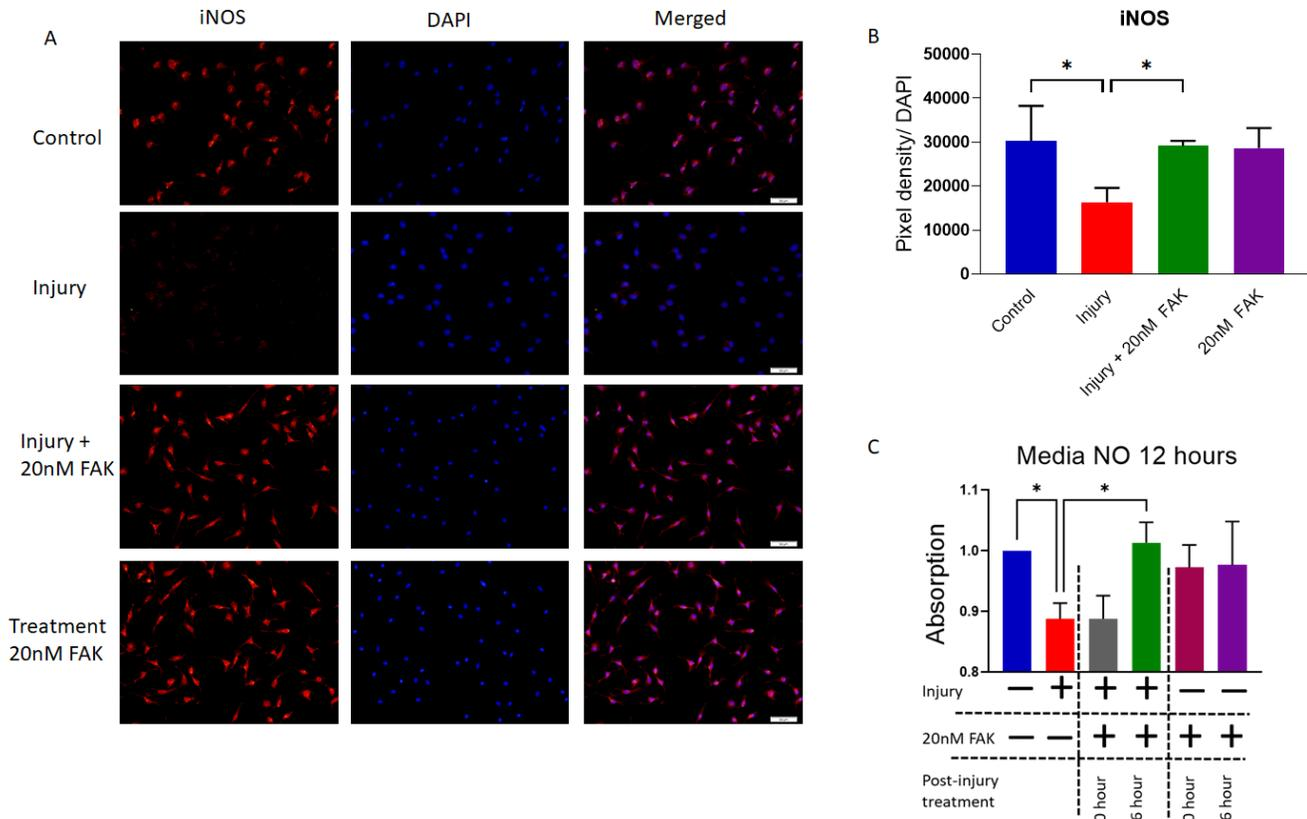 iNOS
DAPI
Merged
A
Control
Injury
Injury +
20nM FAK
Treatment
20nM FAK
B
iNOS
Pixel density/ DAPI
50000
40000
30000
20000
10000
0
* *
Control
Injury
Injury + 20nM FAK
20nM FAK
C
Media NO 12 hours
Absorption
1.1
1.0
0.9
0.8
* *
Injury — + + + — —
20nM FAK — — + + + +
Post-injury
treatment
0 hour
6 hour
0 hour
6 hour